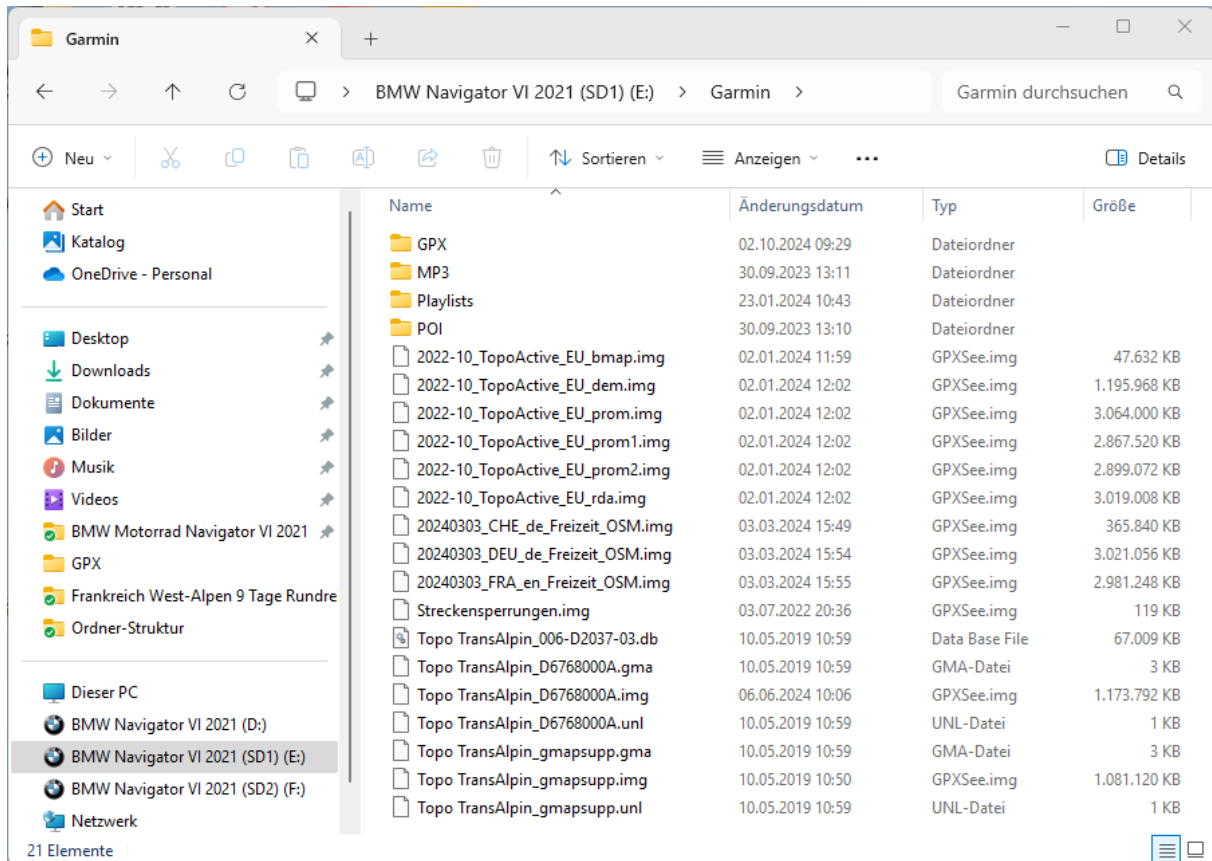 Garmin
BMW Navigator VI 2021 (SD1) (E:) > Garmin >
Garmin durchsuchen
Neu
Sortieren
Anzeigen
Details
Start
Katalog
OneDrive - Personal
Desktop
Downloads
Dokumente
Bilder
Musik
Videos
BMW Motorrad Navigator VI 2021
GPX
Frankreich West-Alpen 9 Tage Rundre
Ordner-Struktur
Dieser PC
BMW Navigator VI 2021 (D:)
BMW Navigator VI 2021 (SD1) (E:)
BMW Navigator VI 2021 (SD2) (F:)
Netzwerk
Name Änderungsdatum Typ Größe
GPX 02.10.2024 09:29 Dateiordner
MP3 30.09.2023 13:11 Dateiordner
Playlists 23.01.2024 10:43 Dateiordner
POI 30.09.2023 13:10 Dateiordner
2022-10_TopoActive_EU_bmap.img 02.01.2024 11:59 GPXSee.img 47.632 KB
2022-10_TopoActive_EU_dem.img 02.01.2024 12:02 GPXSee.img 1.195.968 KB
2022-10_TopoActive_EU_prom.img 02.01.2024 12:02 GPXSee.img 3.064.000 KB
2022-10_TopoActive_EU_prom1.img 02.01.2024 12:02 GPXSee.img 2.867.520 KB
2022-10_TopoActive_EU_prom2.img 02.01.2024 12:02 GPXSee.img 2.899.072 KB
2022-10_TopoActive_EU_rda.img 02.01.2024 12:02 GPXSee.img 3.019.008 KB
20240303_CHE_de_Freizeit_OSM.img 03.03.2024 15:49 GPXSee.img 365.840 KB
20240303_DEU_de_Freizeit_OSM.img 03.03.2024 15:54 GPXSee.img 3.021.056 KB
20240303_FRA_en_Freizeit_OSM.img 03.03.2024 15:55 GPXSee.img 2.981.248 KB
Streckensperrungen.img 03.07.2022 20:36 GPXSee.img 119 KB
Topo TransAlpin_006-D2037-03.db 10.05.2019 10:59 Data Base File 67.009 KB
Topo TransAlpin_D6768000A.gma 10.05.2019 10:59 GMA-Datei 3 KB
Topo TransAlpin_D6768000A.img 06.06.2024 10:06 GPXSee.img 1.173.792 KB
Topo TransAlpin_D6768000A.unl 10.05.2019 10:59 UNL-Datei 1 KB
Topo TransAlpin_gmapsupp.gma 10.05.2019 10:59 GMA-Datei 3 KB
Topo TransAlpin_gmapsupp.img 10.05.2019 10:50 GPXSee.img 1.081.120 KB
Topo TransAlpin_gmapsupp.unl 10.05.2019 10:59 UNL-Datei 1 KB
21 Elemente